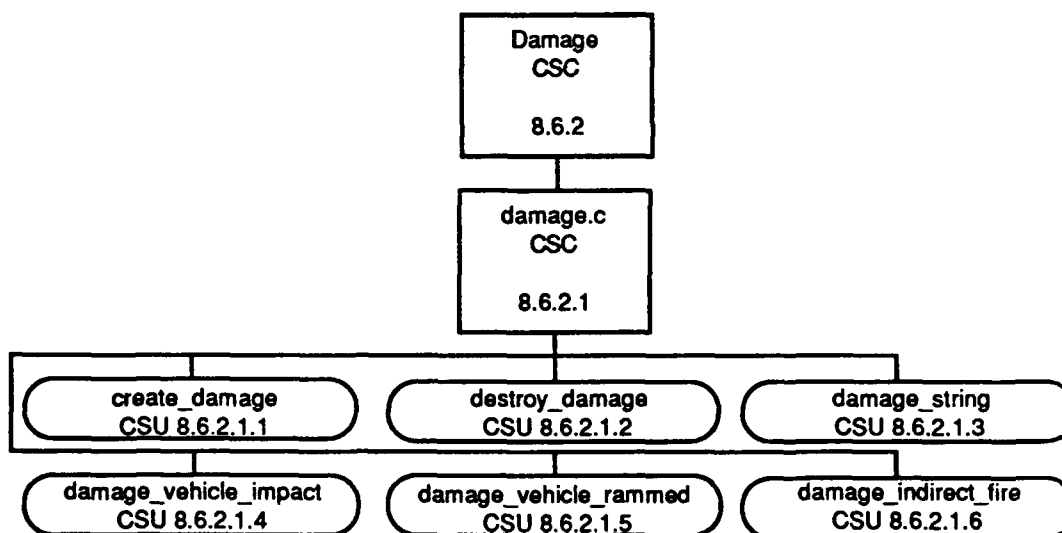 Damage
CSC
8.6.2
damage.c
CSC
8.6.2.1
create_damage
CSU 8.6.2.1.1
destroy_damage
CSU 8.6.2.1.2
damage_string
CSU 8.6.2.1.3
damage_vehicle_impact
CSU 8.6.2.1.4
damage_vehicle_rammed
CSU 8.6.2.1.5
damage_indirect_fire
CSU 8.6.2.1.6